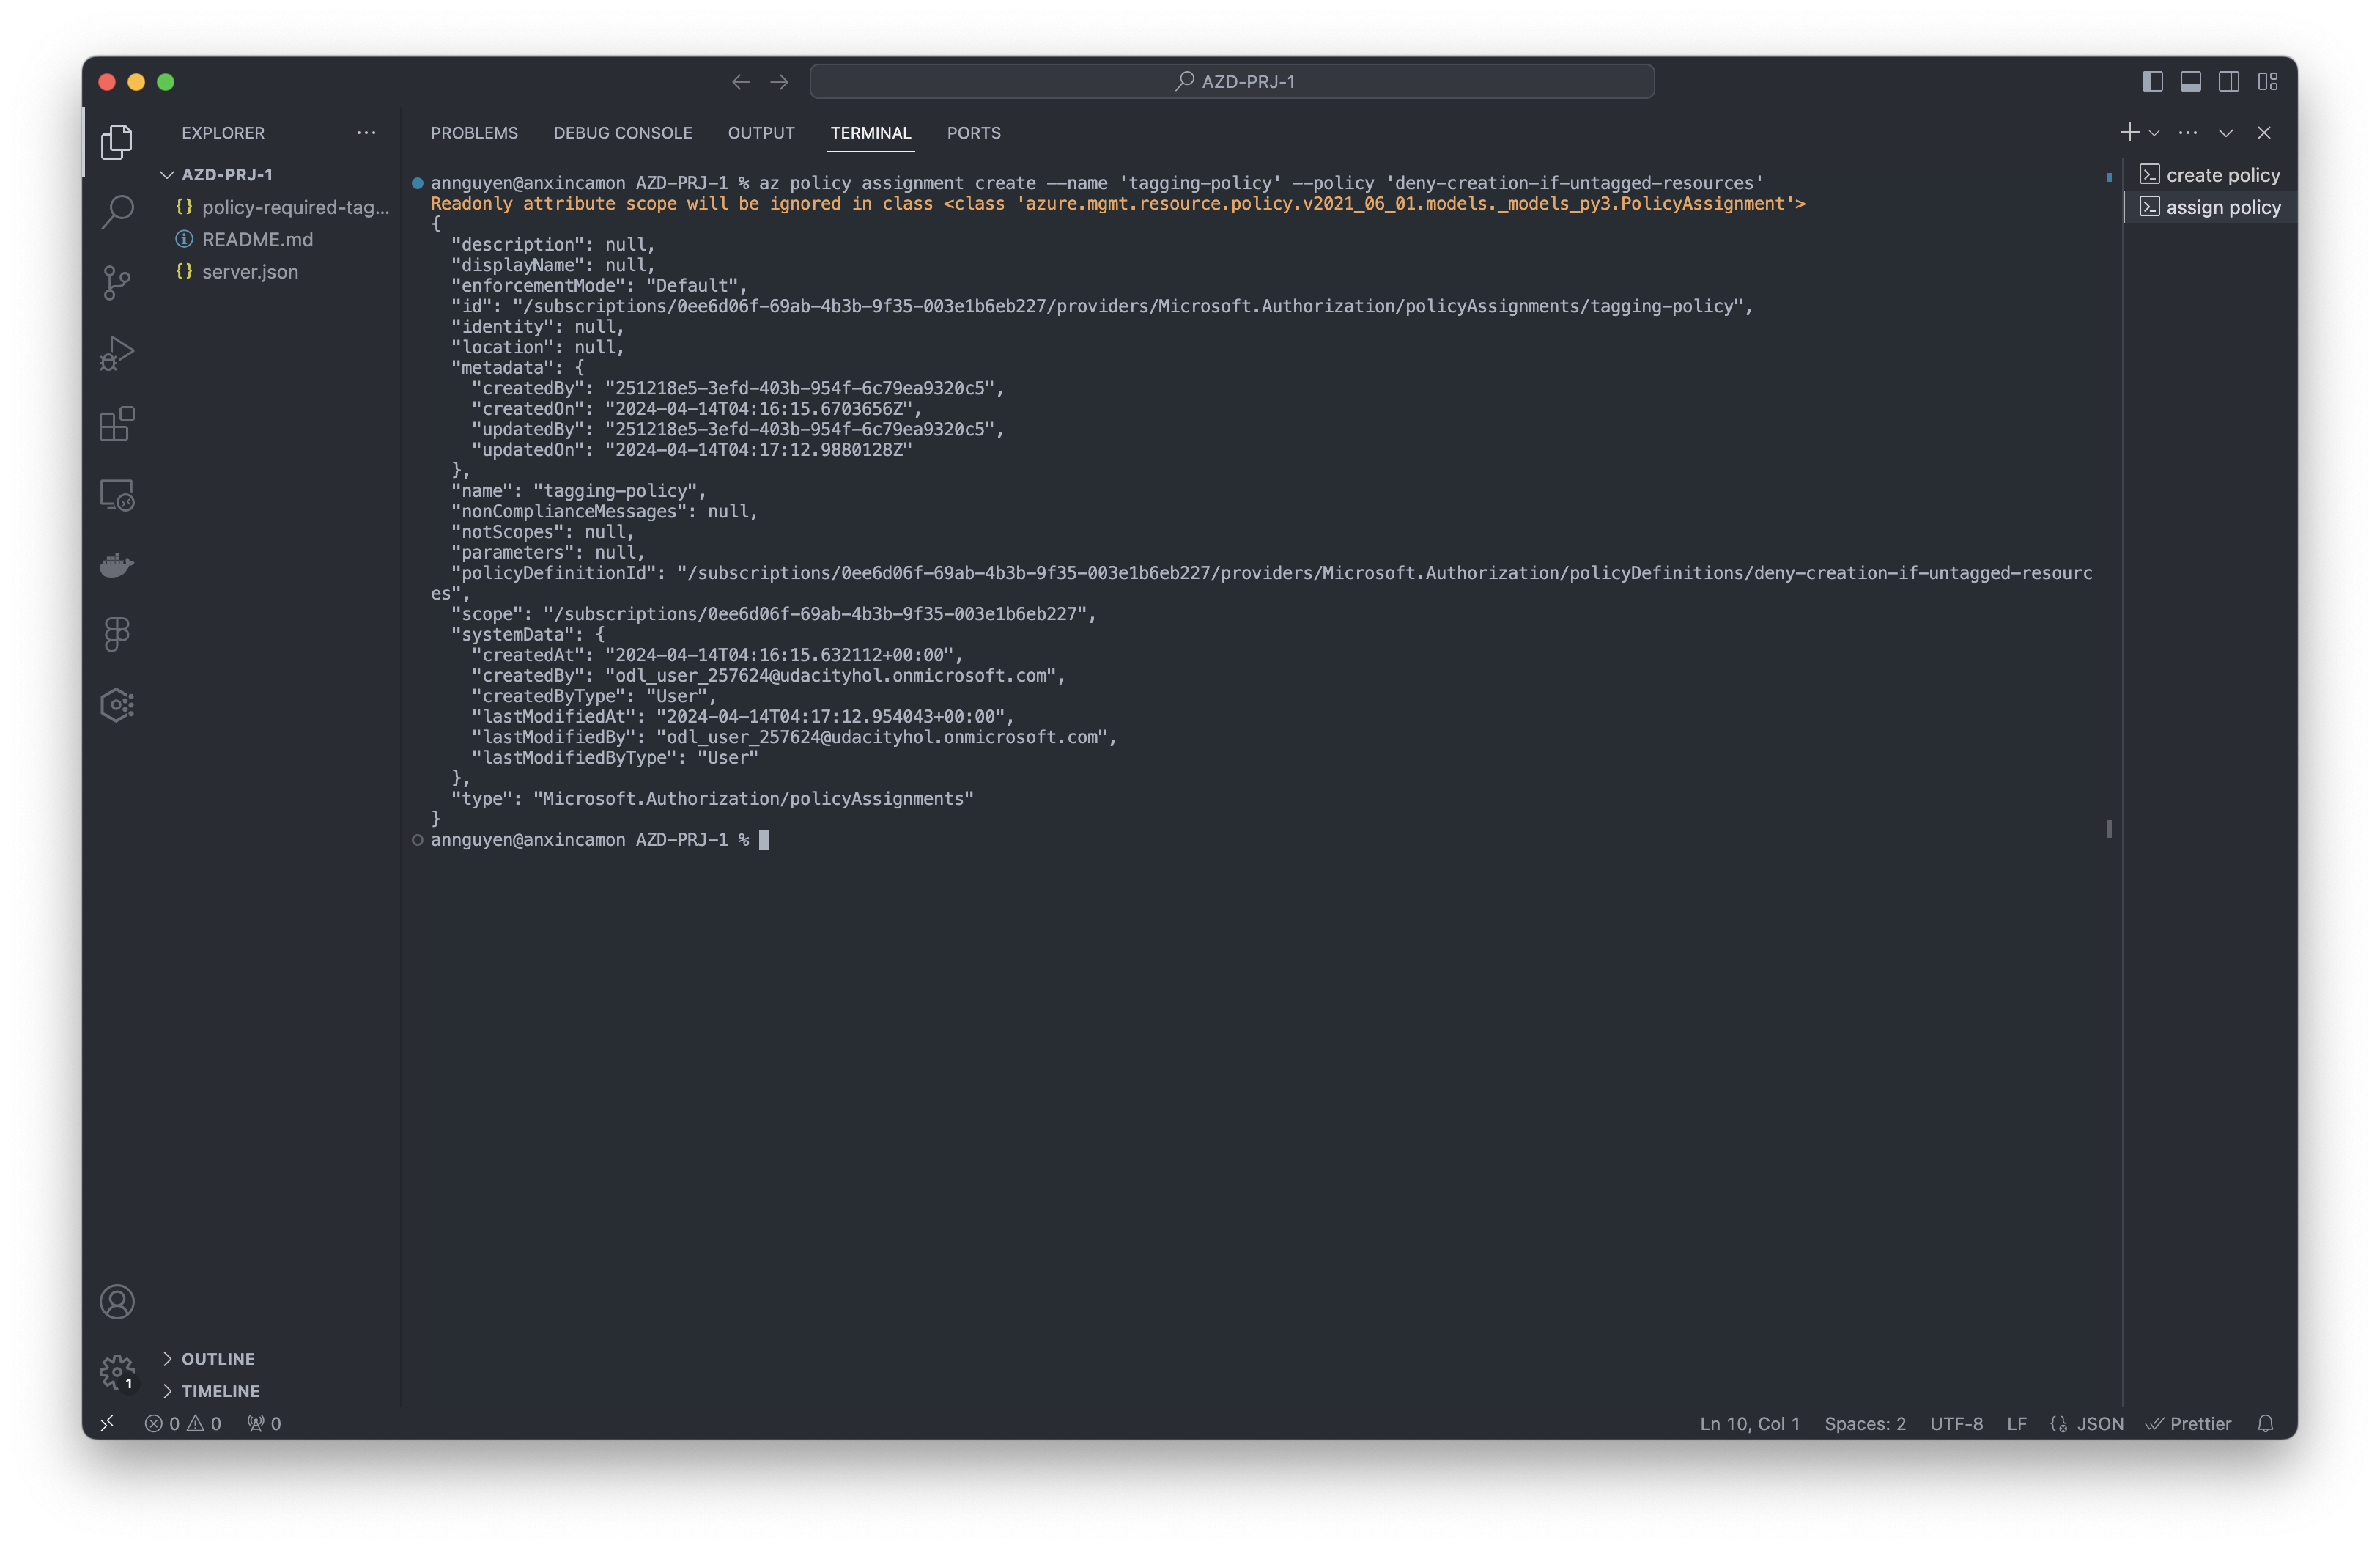 AZD-PRJ-1
EXPLORER
PROBLEMS DEBUG CONSOLE OUTPUT TERMINAL PORTS
AZD-PRJ-1
policy-required-tag...
README.md
server.json
annguyen@anxincamon AZD-PRJ-1 % az policy assignment create --name 'tagging-policy' --policy 'deny-creation-if-untagged-resources'
Readonly attribute scope will be ignored in class <class 'azure.mgmt.resource.policy.v2021_06_01.models._models_py3.PolicyAssignment'>
{
"description": null,
"displayName": null,
"enforcementMode": "Default",
"id": "/subscriptions/0ee6d06f-69ab-4b3b-9f35-003e1b6eb227/providers/Microsoft.Authorization/policyAssignments/tagging-policy",
"identity": null,
"location": null,
"metadata": {
"createdBy": "251218e5-3efd-403b-954f-6c79ea9320c5",
"createdOn": "2024-04-14T04:16:15.6703656Z",
"updatedBy": "251218e5-3efd-403b-954f-6c79ea9320c5",
"updatedOn": "2024-04-14T04:17:12.9880128Z"
},
"name": "tagging-policy",
"nonComplianceMessages": null,
"notScopes": null,
"parameters": null,
"policyDefinitionId": "/subscriptions/0ee6d06f-69ab-4b3b-9f35-003e1b6eb227/providers/Microsoft.Authorization/policyDefinitions/deny-creation-if-untagged-resourc
es",
"scope": "/subscriptions/0ee6d06f-69ab-4b3b-9f35-003e1b6eb227",
"systemData": {
"createdAt": "2024-04-14T04:16:15.632112+00:00",
"createdBy": "odl_user_257624@udacityhol.onmicrosoft.com",
"createdByType": "User",
"lastModifiedAt": "2024-04-14T04:17:12.954043+00:00",
"lastModifiedBy": "odl_user_257624@udacityhol.onmicrosoft.com",
"lastModifiedByType": "User"
},
"type": "Microsoft.Authorization/policyAssignments"
}
annguyen@anxincamon AZD-PRJ-1 %
create policy
assign policy
OUTLINE
1
TIMELINE
0 0 0
Ln 10, Col 1 Spaces: 2 UTF-8 LF JSON Prettier